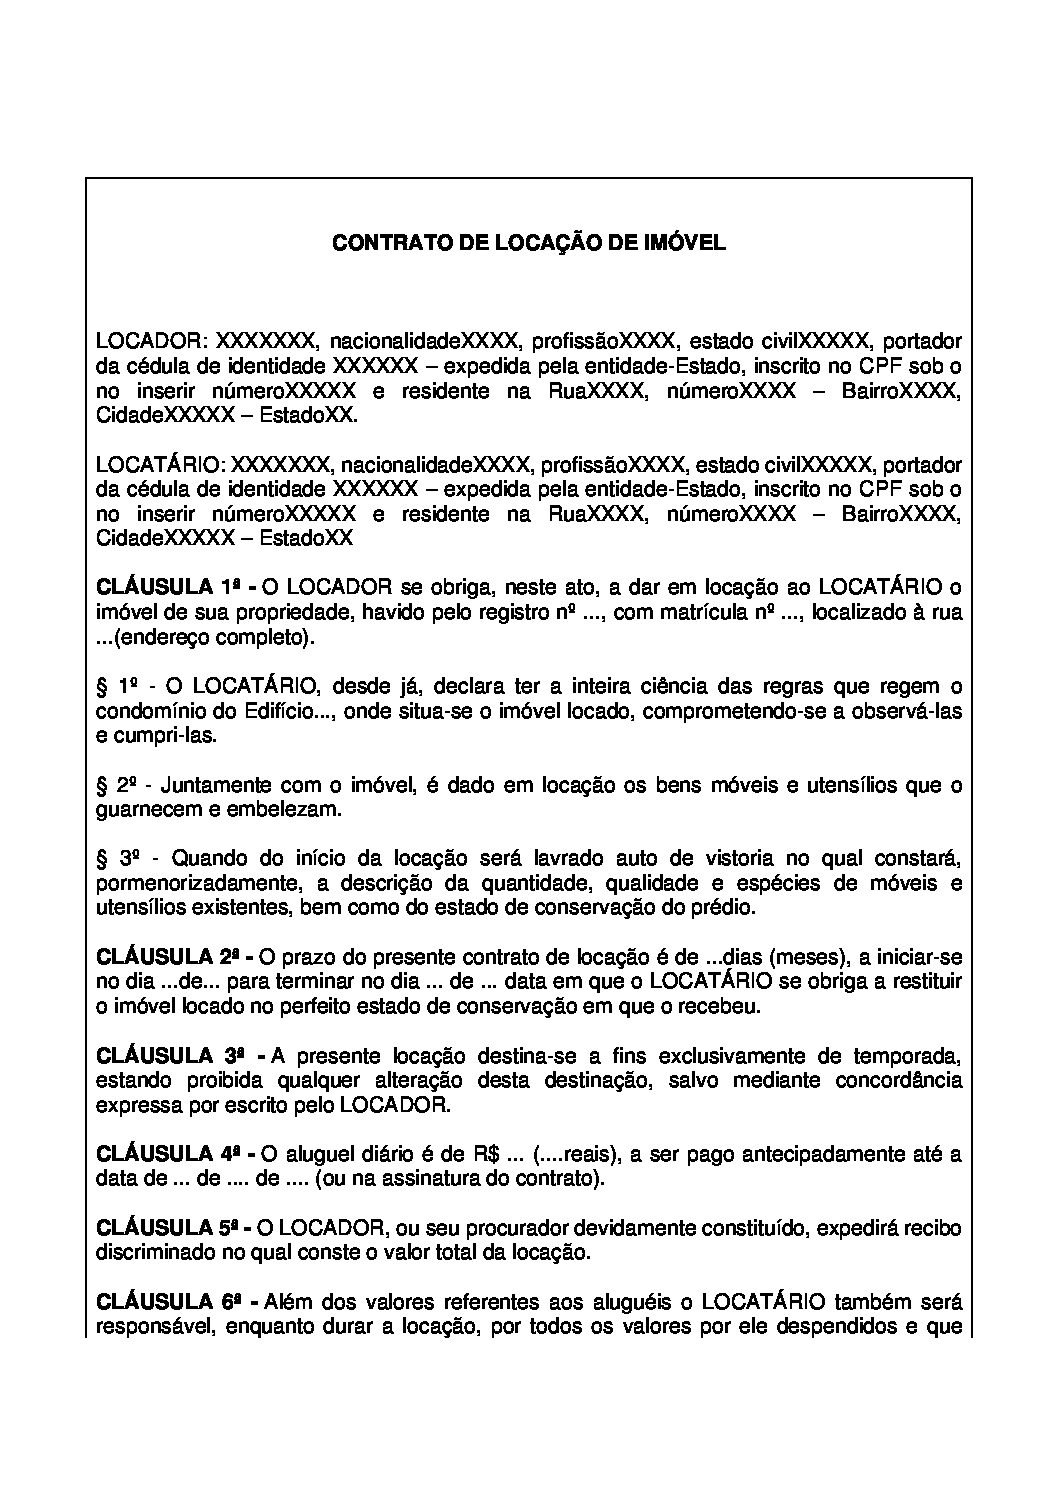 CONTRATO DE LOCAÇÃO DE IMÓVEL
LOCADOR: XXXXXXX, nacionalidadeXXXX, profissãoXXXX, estado civilXXXXX, portador
da cédula de identidade XXXXXX – expedida pela entidade-Estado, inscrito no CPF sob o
no inserir númeroXXXXX e residente na RuaXXXX, númeroXXXX – BairroXXXX,
CidadeXXXXX – EstadoXX.
LOCATÁRIO: XXXXXXX, nacionalidadeXXXX, profissãoXXXX, estado civilXXXXX, portador
da cédula de identidade XXXXXX – expedida pela entidade-Estado, inscrito no CPF sob o
no inserir númeroXXXXX e residente na RuaXXXX, númeroXXXX – BairroXXXX,
CidadeXXXXX – EstadoXX
CLÁUSULA 1ª - O LOCADOR se obriga, neste ato, a dar em locação ao LOCATÁRIO o
imóvel de sua propriedade, havido pelo registro nº ..., com matrícula nº ..., localizado à rua
...(endereço completo).
§ 1º - O LOCATÁRIO, desde já, declara ter a inteira ciência das regras que regem o
condomínio do Edifício..., onde situa-se o imóvel locado, comprometendo-se a observá-las
e cumpri-las.
§ 2º - Juntamente com o imóvel, é dado em locação os bens móveis e utensílios que o
guarnecem e embelezam.
§ 3º - Quando do início da locação será lavrado auto de vistoria no qual constará,
pormenorizadamente, a descrição da quantidade, qualidade e espécies de móveis e
utensílios existentes, bem como do estado de conservação do prédio.
CLÁUSULA 2ª - O prazo do presente contrato de locação é de ...dias (meses), a iniciar-se
no dia ...de... para terminar no dia ... de ... data em que o LOCATÁRIO se obriga a restituir
o imóvel locado no perfeito estado de conservação em que o recebeu.
CLÁUSULA 3ª - A presente locação destina-se a fins exclusivamente de temporada,
estando proibida qualquer alteração desta destinação, salvo mediante concordância
expressa por escrito pelo LOCADOR.
CLÁUSULA 4ª - O aluguel diário é de R$ ... (....reais), a ser pago antecipadamente até a
data de ... de .... de .... (ou na assinatura do contrato).
CLÁUSULA 5ª - O LOCADOR, ou seu procurador devidamente constituído, expedirá recibo
discriminado no qual conste o valor total da locação.
CLÁUSULA 6ª - Além dos valores referentes aos aluguéis o LOCATÁRIO também será
responsável, enquanto durar a locação, por todos os valores por ele despendidos e que